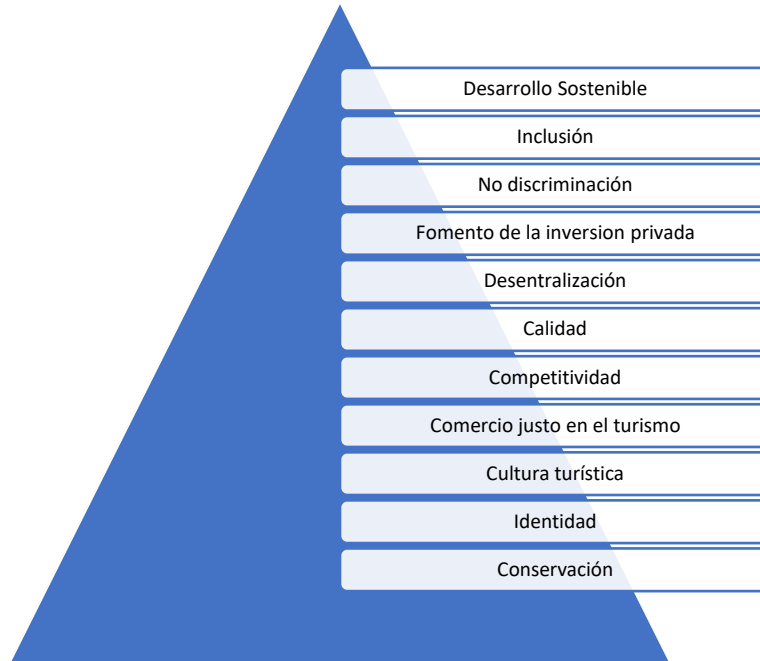 Desarrollo Sostenible
Inclusión
No discriminación
Fomento de la inversion privada
Desentralización
Calidad
Competitividad
Comercio justo en el turismo
Cultura turística
Identidad
Conservación